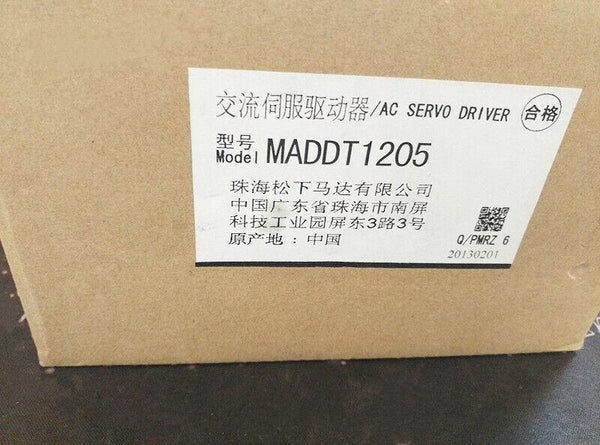 交流伺服驱动器/AC SERVO DRIVER 合格
型号
Model MADDT1205
珠海松下马达有限公司
中国广东省珠海市南屏
科技工业园屏东3路3号
原产地：中国
Q/PMRZ 6
20130201